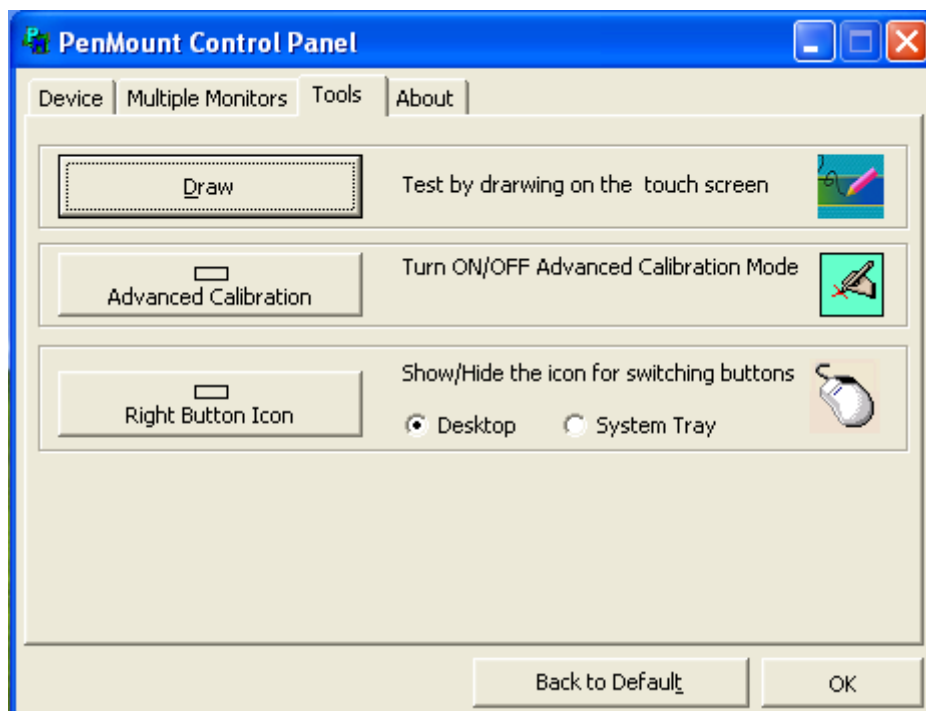 PenMount Control Panel
Device Multiple Monitors Tools About
Draw
Test by drarwing on the touch screen
Advanced Calibration
Turn ON/OFF Advanced Calibration Mode
Right Button Icon
Show/Hide the icon for switching buttons
Desktop System Tray
Back to Default
OK